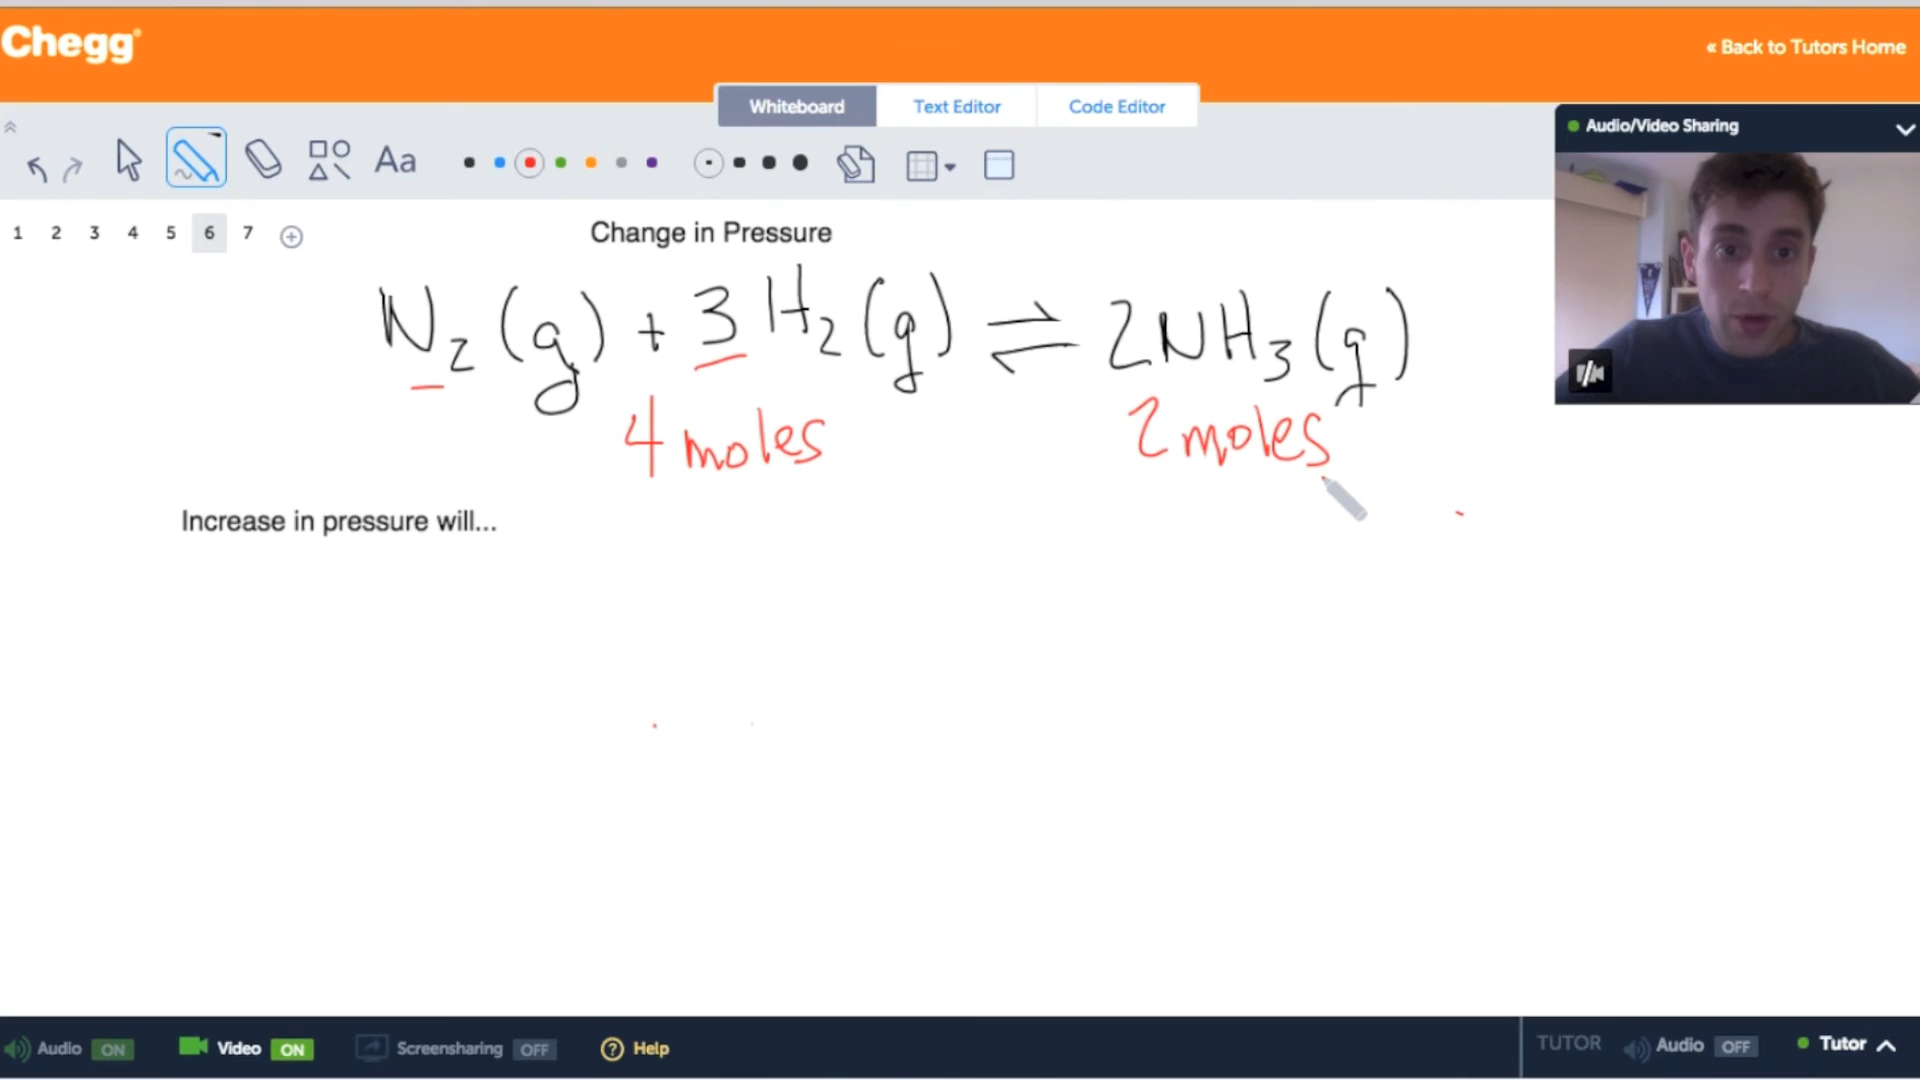 Chegg
« Back to Tutors Home
Whiteboard Text Editor Code Editor
Audio/Video Sharing
Aa
1 2 3 4 5 6 7
Change in Pressure
N2(g) + 3H2(g) ⇌ 2NH3(g)
4 moles 2 moles
Increase in pressure will...
Audio ON Video ON Screensharing OFF ? Help TUTOR Audio OFF Tutor